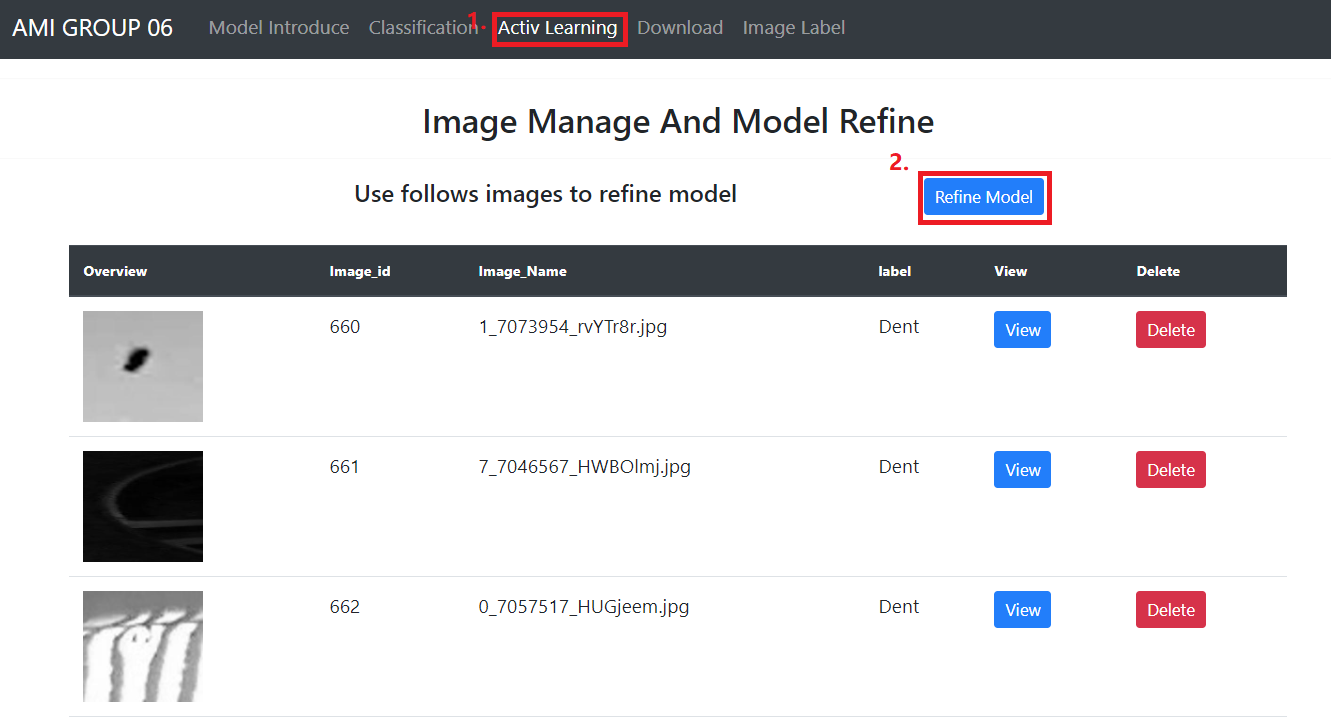 AMI GROUP 06 Model Introduce Classification 1. Activ Learning Download Image Label
Image Manage And Model Refine
2.
Use follows images to refine model Refine Model
Overview Image_id Image_Name label View Delete
660 1_7073954_rvYTr8r.jpg Dent View Delete
661 7_7046567_HWBOlmj.jpg Dent View Delete
662 0_7057517_HUGjeem.jpg Dent View Delete